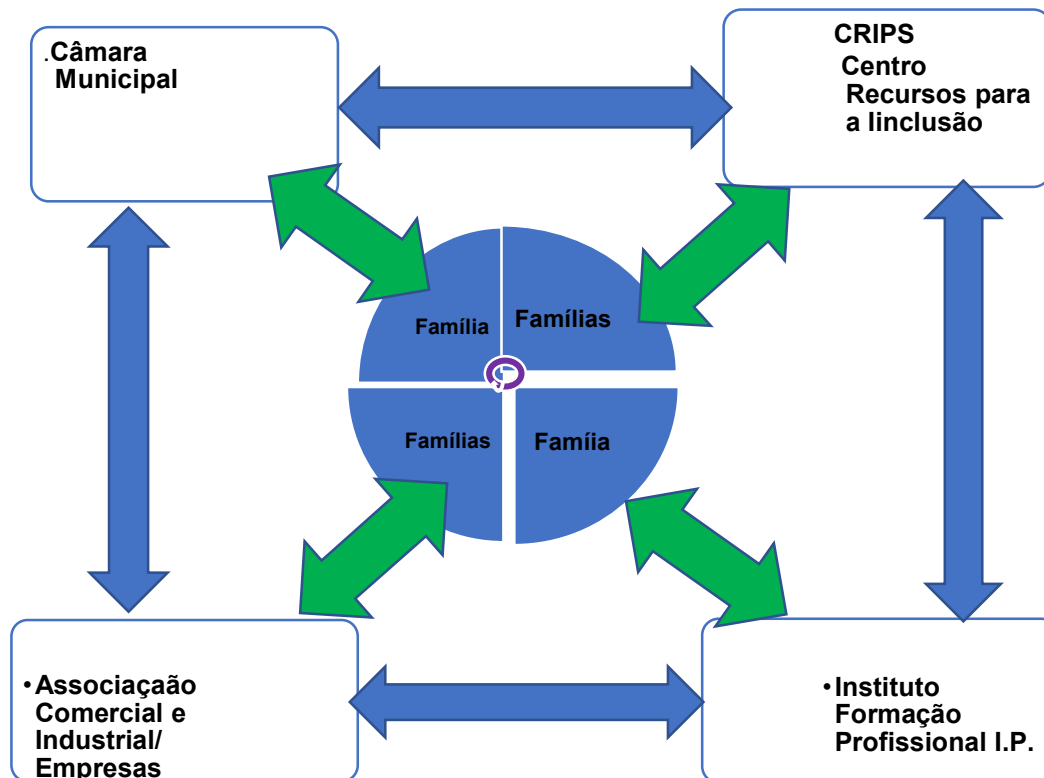 .Câmara
Municipal
CRIPS
Centro
Recursos para
a Iinclusão
Família
Famílias
Famílias
Famíia
•Associaçaão
Comercial e
Industrial/
Empresas
•Instituto
Formação
Profissional I.P.